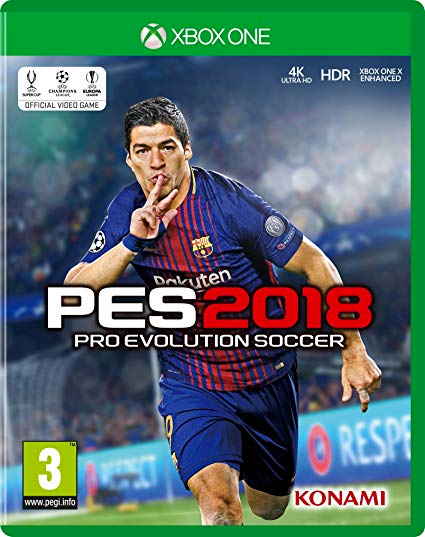 XBOX ONE
SUPER CUP
CHAMPIONS LEAGUE
EUROPA LEAGUE
OFFICIAL VIDEO GAME
4K ULTRA HD
HDR
XBOX ONE X ENHANCED
Rakuten
PES2018
PRO EVOLUTION SOCCER
RESPE
3
www.pegi.info
KONAMI